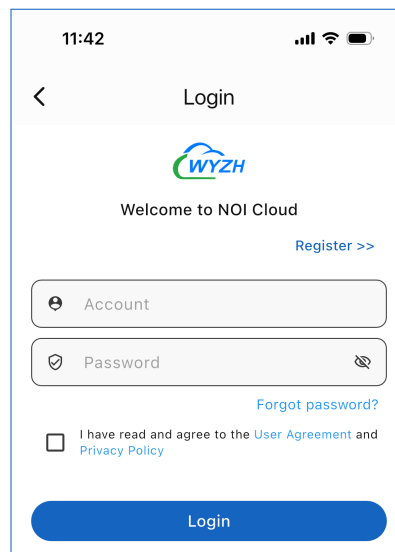 11:42
Login
WYZH
Welcome to NOI Cloud
Register >>
Account
Password
Forgot password?
I have read and agree to the User Agreement and
Privacy Policy
Login